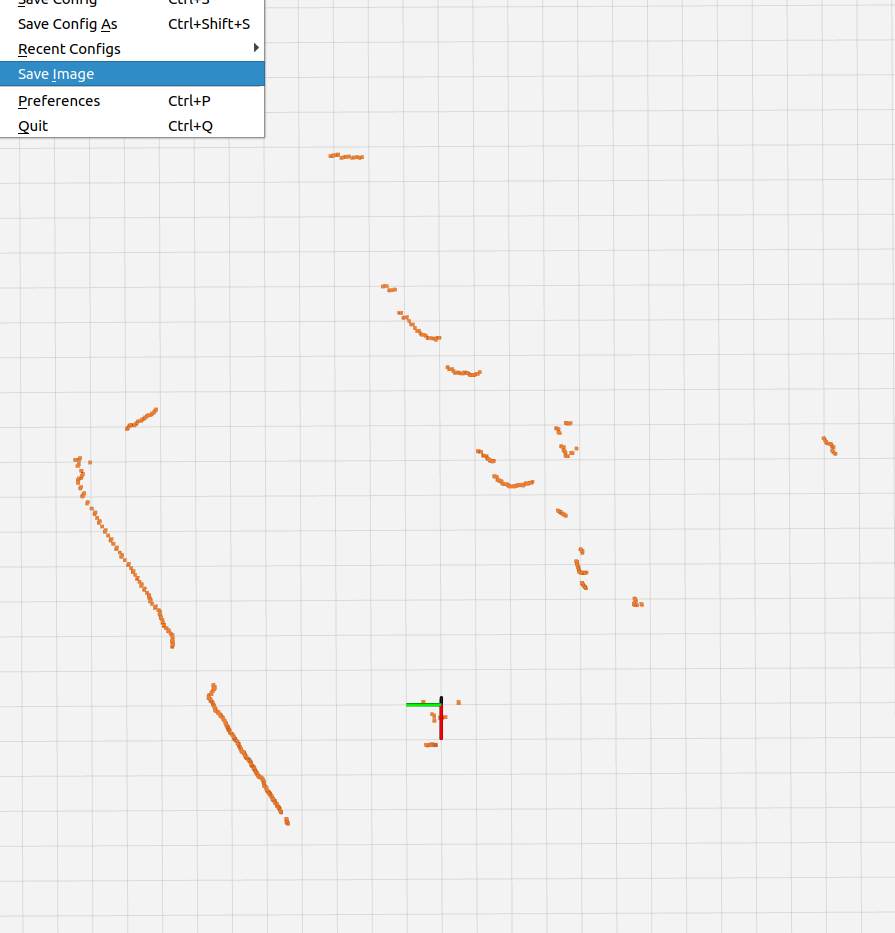 Save Config Ctrl+S
Save Config As Ctrl+Shift+S
Recent Configs
Save Image
Preferences Ctrl+P
Quit Ctrl+Q